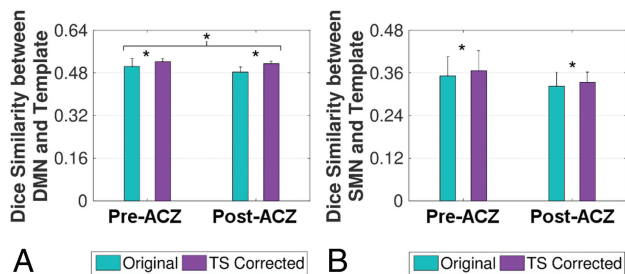 Dice Similarity between
DMN and Template
0.64
0.48
0.32
0.16
0
*
*
*
Pre-ACZ
Post-ACZ
A
Original
TS Corrected
Dice Similarity between
SMN and Template
0.48
0.36
0.24
0.12
0
*
*
Pre-ACZ
Post-ACZ
B
Original
TS Corrected